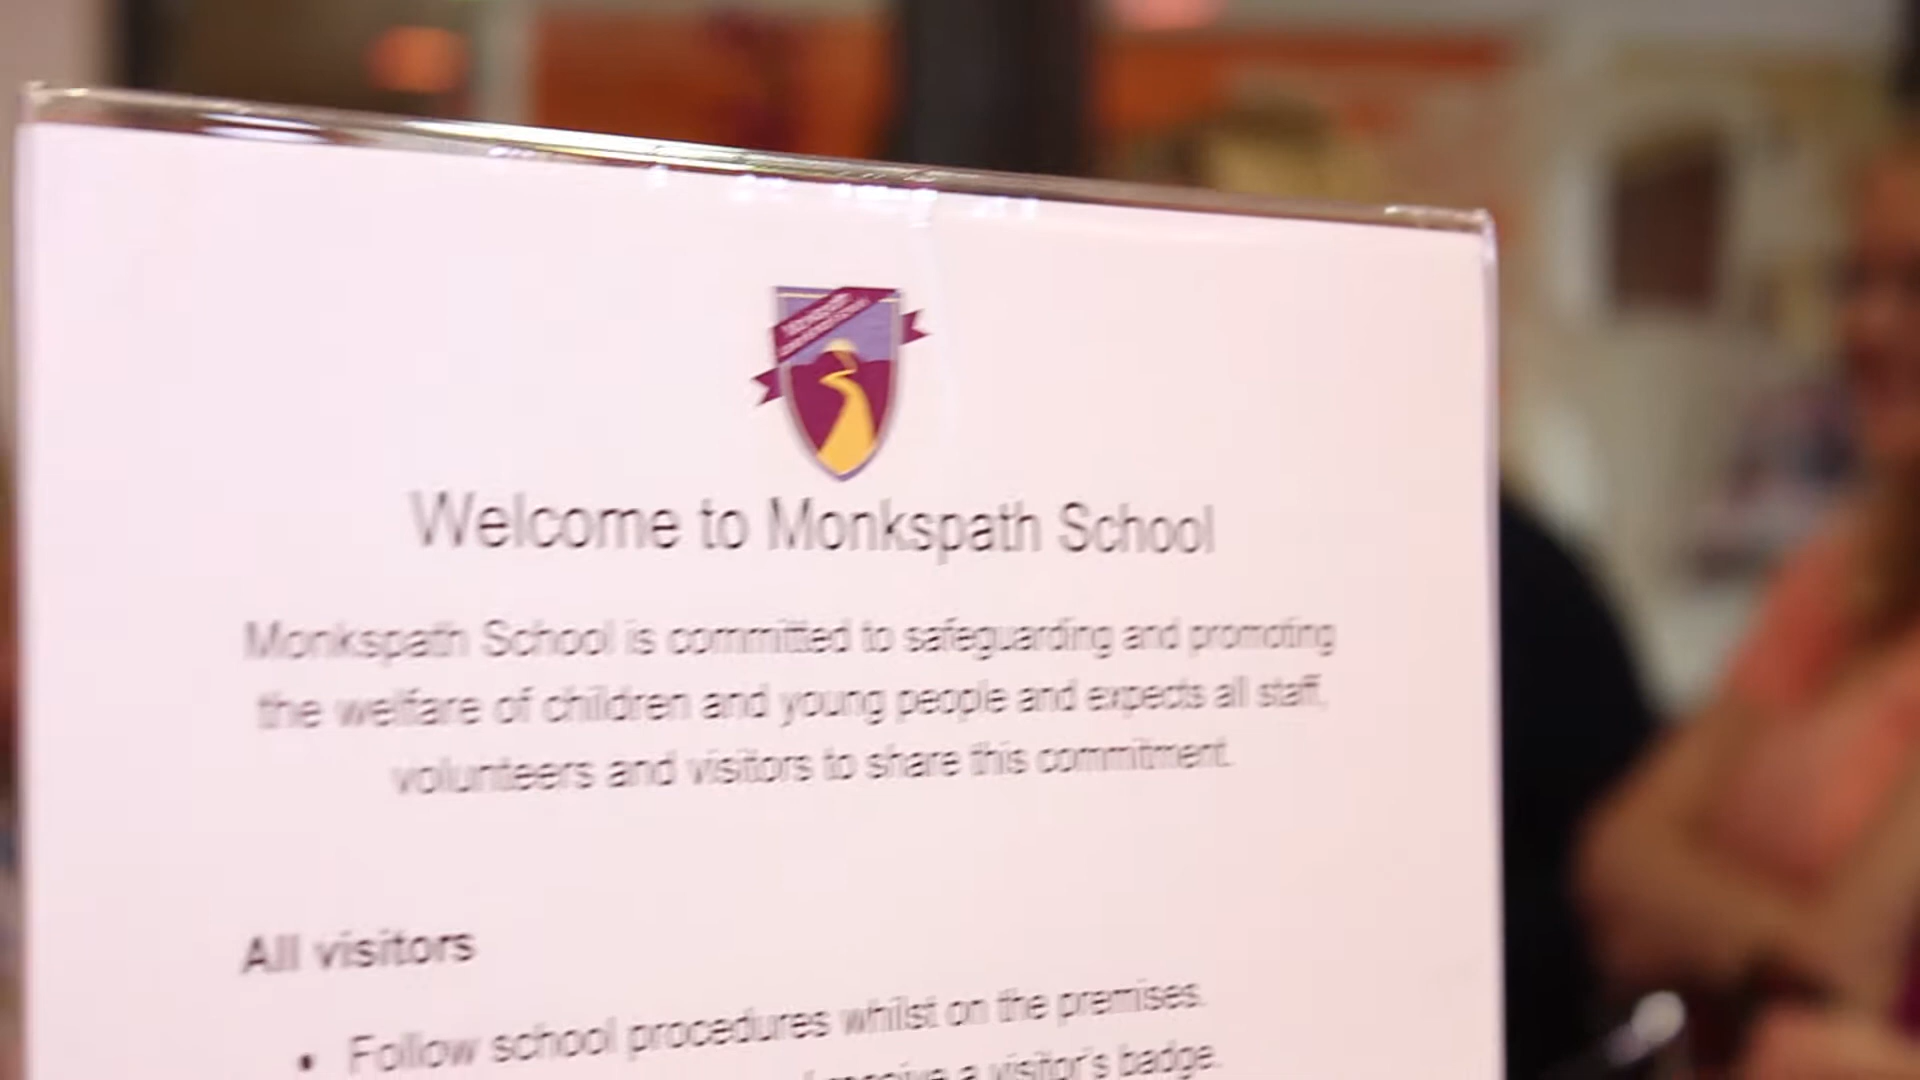 Welcome to Monkspath School
Monkspath School is committed to safeguarding and promoting
the welfare of children and young people and expects all staff,
volunteers and visitors to share this commitment.
All visitors
• Follow school procedures whilst on the premises.
receive a visitor's badge.